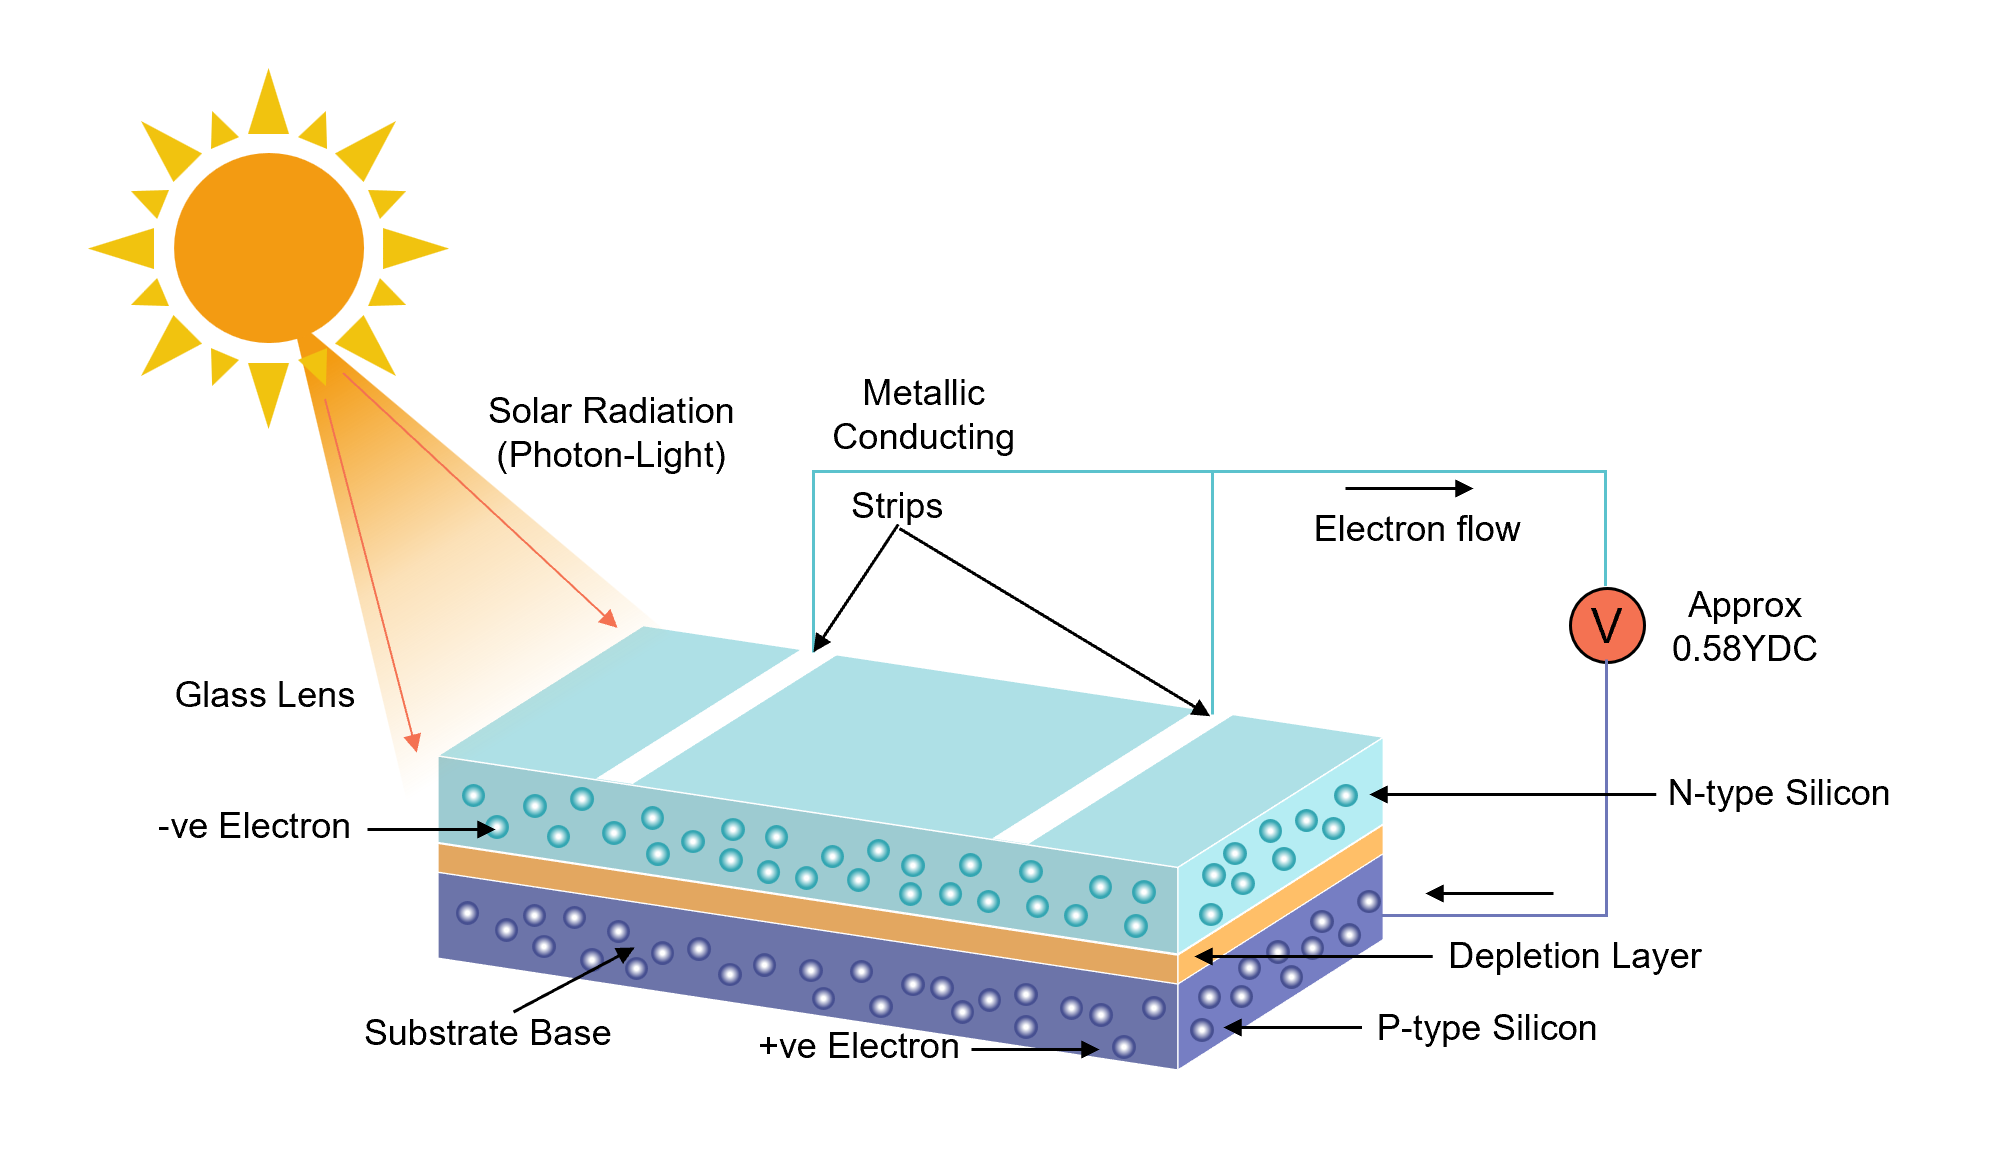 Solar Radiation
(Photon-Light)
Metallic
Conducting
Strips
Electron flow
V
Approx
0.58YDC
Glass Lens
-ve Electron
N-type Silicon
Depletion Layer
Substrate Base
+ve Electron
P-type Silicon